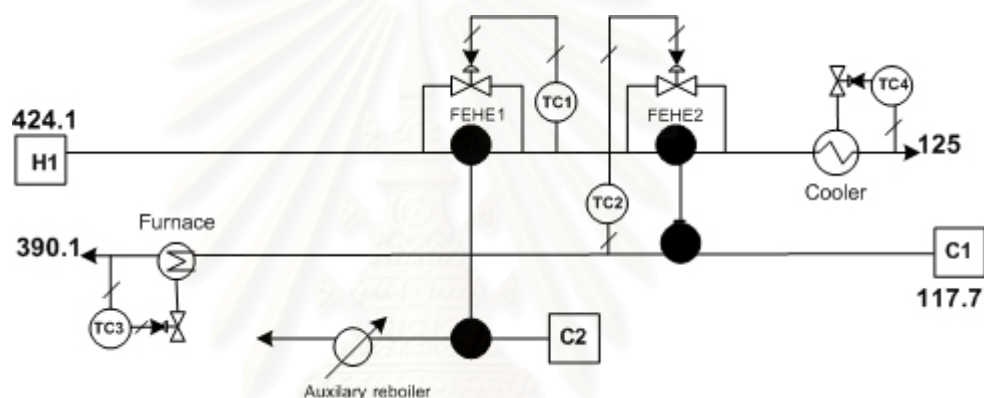 TC1
TC4
FEHE1
FEHE2
424.1
H1
125
Cooler
TC2
Furnace
390.1
C1
117.7
TC3
C2
Auxilary reboiler